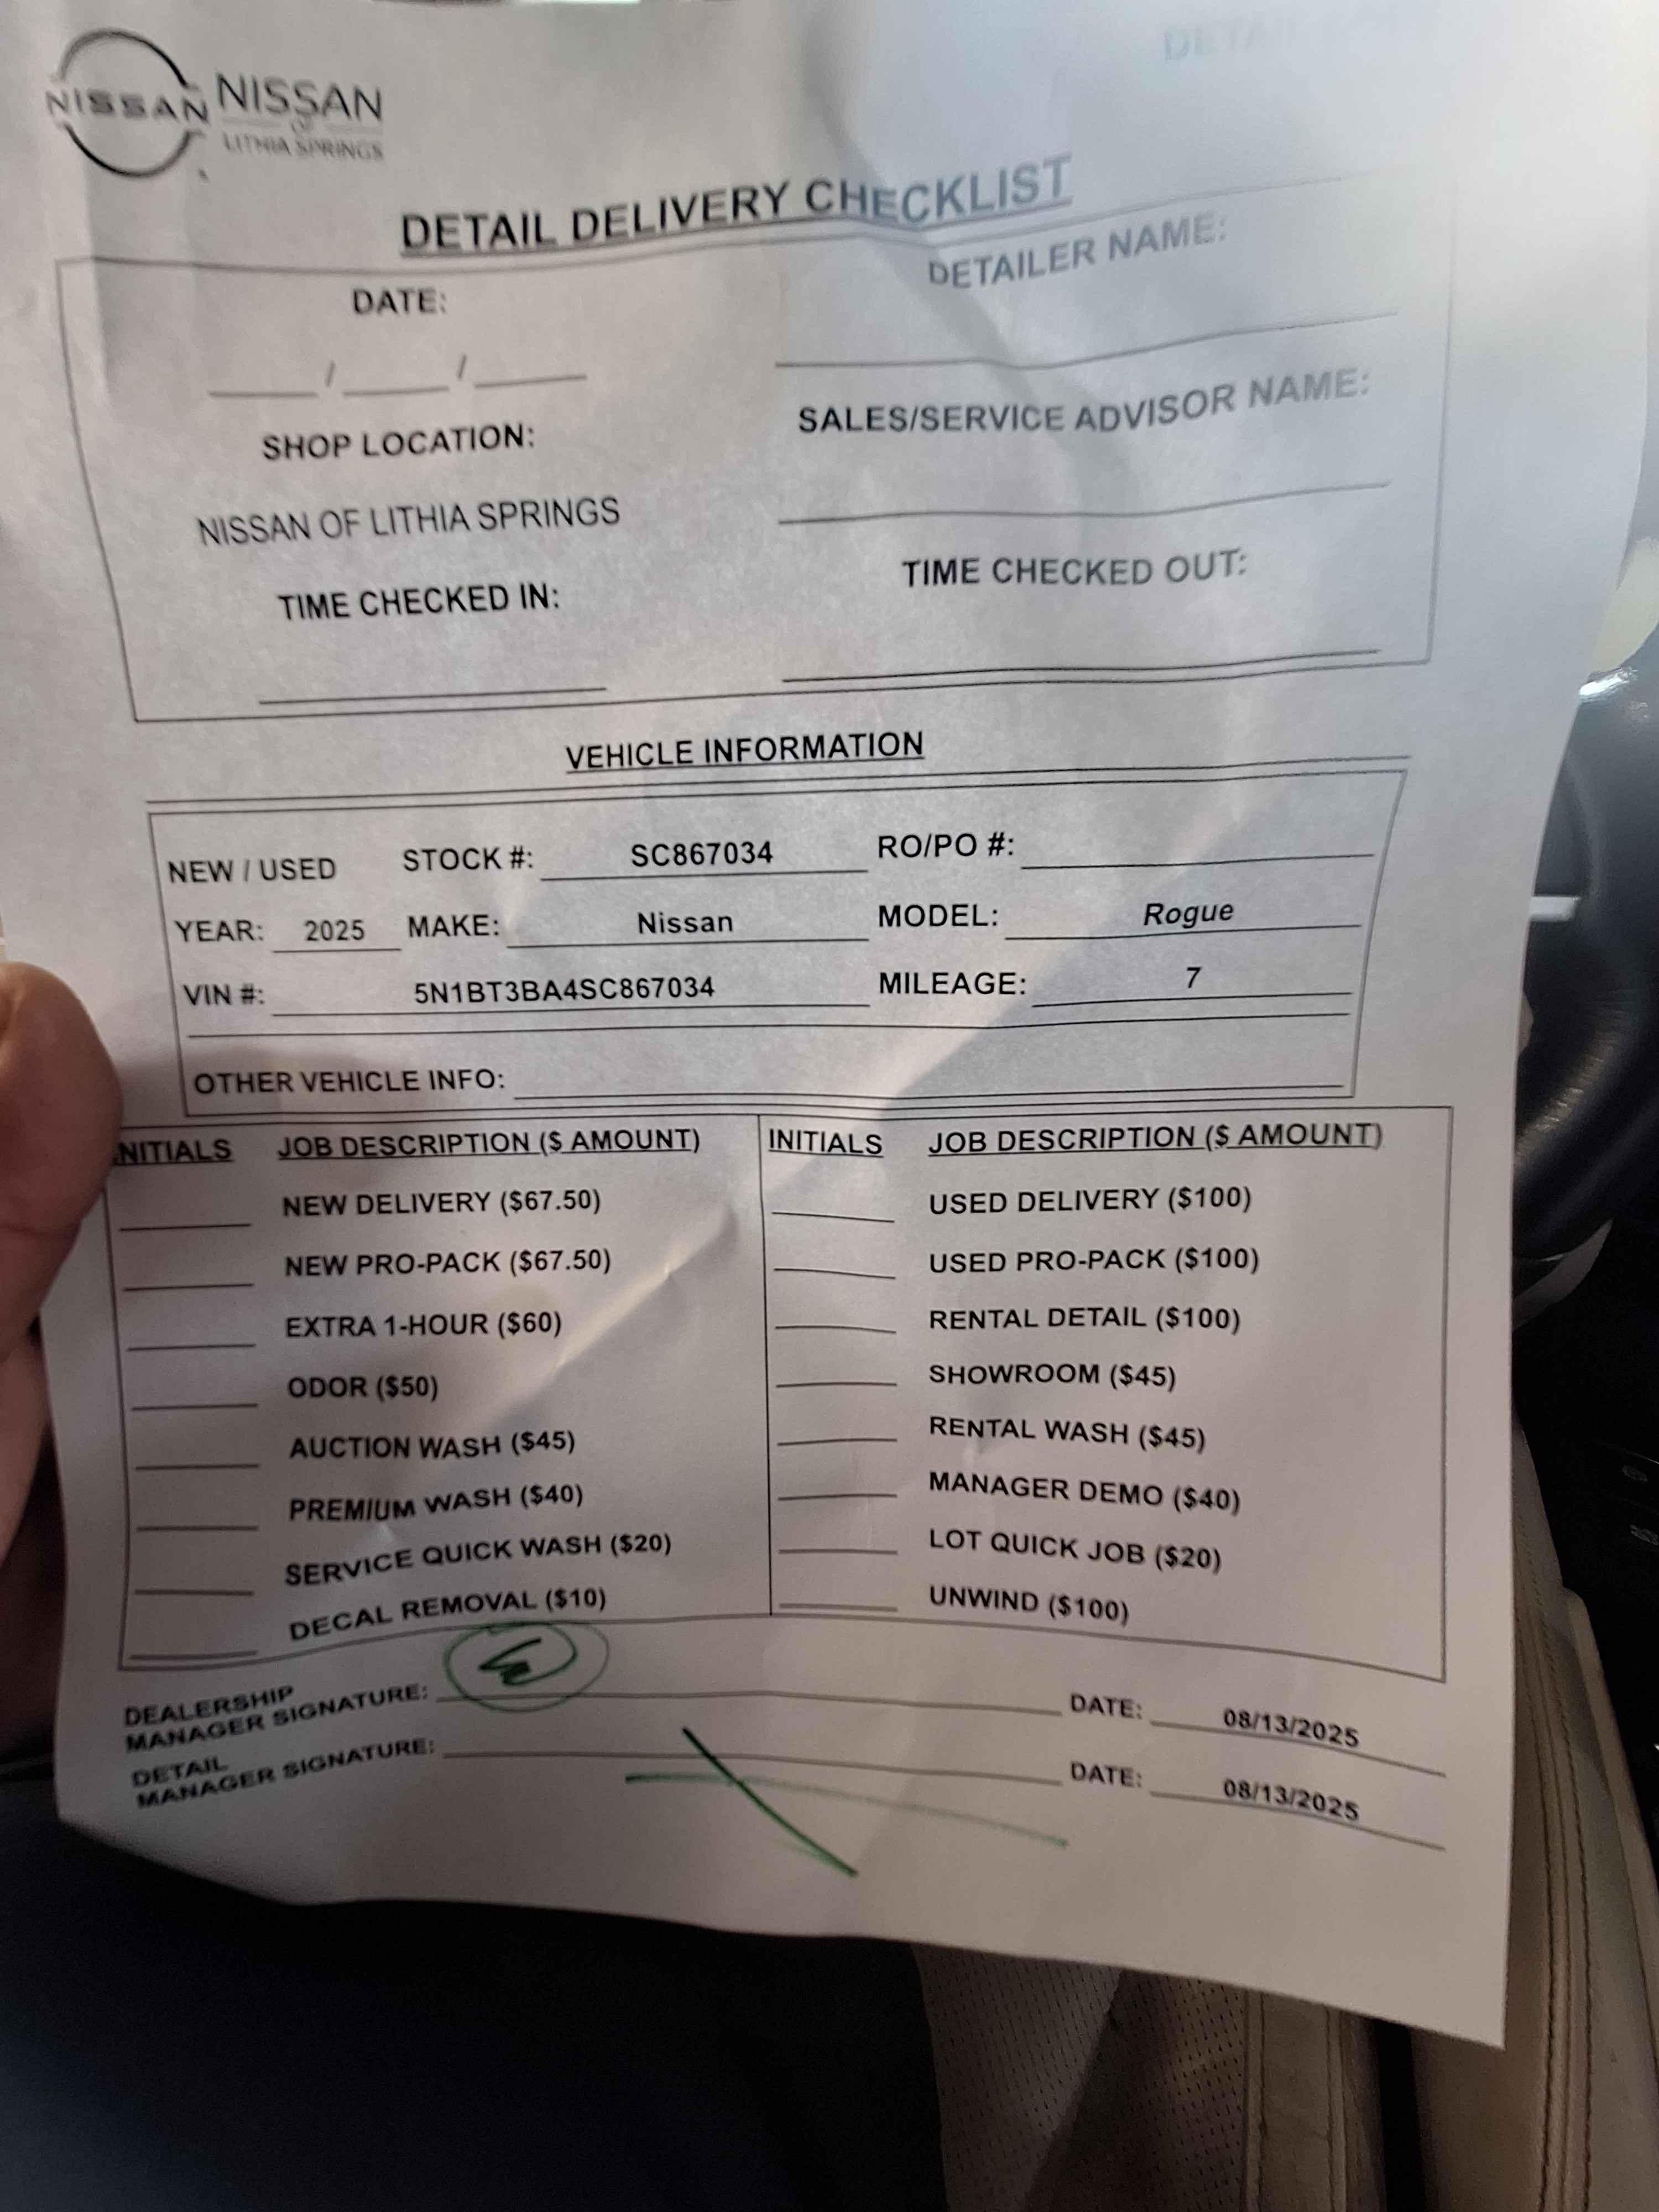 NISSAN
NISSAN
OF
LITHIA SPRINGS
DETAIL DELIVERY CHECKLIST
DATE:
DETAILER NAME:
____ / ____ / ____
SHOP LOCATION:
SALES/SERVICE ADVISOR NAME:
NISSAN OF LITHIA SPRINGS
TIME CHECKED IN:
TIME CHECKED OUT:
VEHICLE INFORMATION
NEW / USED STOCK #: SC867034 RO/PO #:
YEAR: 2025 MAKE: Nissan MODEL: Rogue
VIN #: 5N1BT3BA4SC867034 MILEAGE: 7
OTHER VEHICLE INFO:
NITIALS JOB DESCRIPTION ($ AMOUNT) INITIALS JOB DESCRIPTION ($ AMOUNT)
NEW DELIVERY ($67.50) USED DELIVERY ($100)
NEW PRO-PACK ($67.50) USED PRO-PACK ($100)
EXTRA 1-HOUR ($60) RENTAL DETAIL ($100)
ODOR ($50) SHOWROOM ($45)
AUCTION WASH ($45) RENTAL WASH ($45)
PREMIUM WASH ($40) MANAGER DEMO ($40)
SERVICE QUICK WASH ($20) LOT QUICK JOB ($20)
DECAL REMOVAL ($10) UNWIND ($100)
DEALERSHIP
MANAGER SIGNATURE: DATE: 08/13/2025
DETAIL
MANAGER SIGNATURE: DATE: 08/13/2025